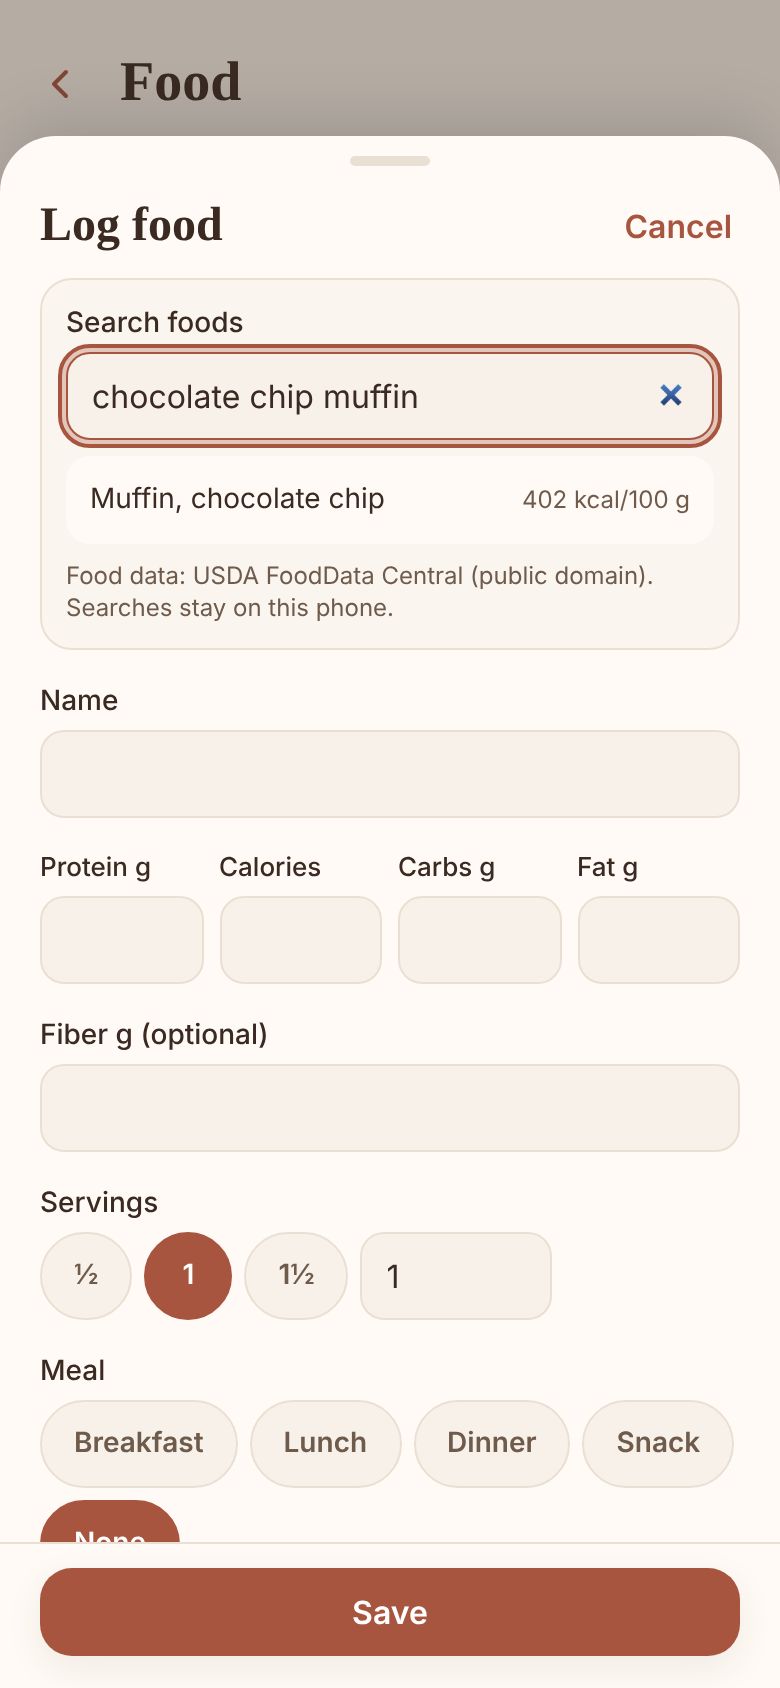 Food
Log food
Cancel
Search foods
chocolate chip muffin
Muffin, chocolate chip
402 kcal/100 g
Food data: USDA FoodData Central (public domain).
Searches stay on this phone.
Name
Protein g
Calories
Carbs g
Fat g
Fiber g (optional)
Servings
½
1
1½
1
Meal
Breakfast
Lunch
Dinner
Snack
None
Save